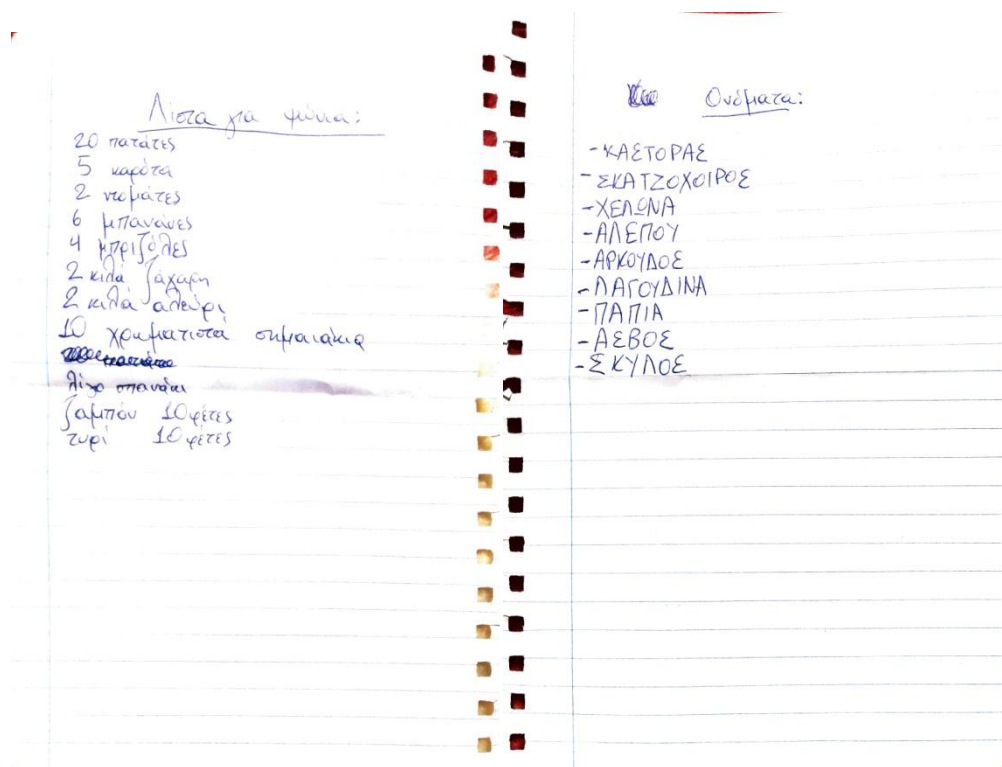 Λίστα για ψώνια:
20 πατάτες
5 καρότα
2 ντομάτες
6 μπανάνες
4 μπριζόλες
2 κιλά ζάχαρη
2 κιλά αλεύρι
10 χρωματιστά σημαιάκια
λίγο σπανάκι
ζαμπόν 10 φέτες
τυρί 10 φέτες
Ονόματα:
- ΚΑΣΤΟΡΑΣ
- ΣΚΑΤΖΟΧΟΙΡΟΣ
- ΧΕΛΩΝΑ
- ΑΛΕΠΟΥ
- ΑΡΚΟΥΔΟΣ
- ΛΑΓΟΥΔΙΝΑ
- ΠΑΠΙΑ
- ΑΣΒΟΣ
- ΣΚΥΛΟΣ